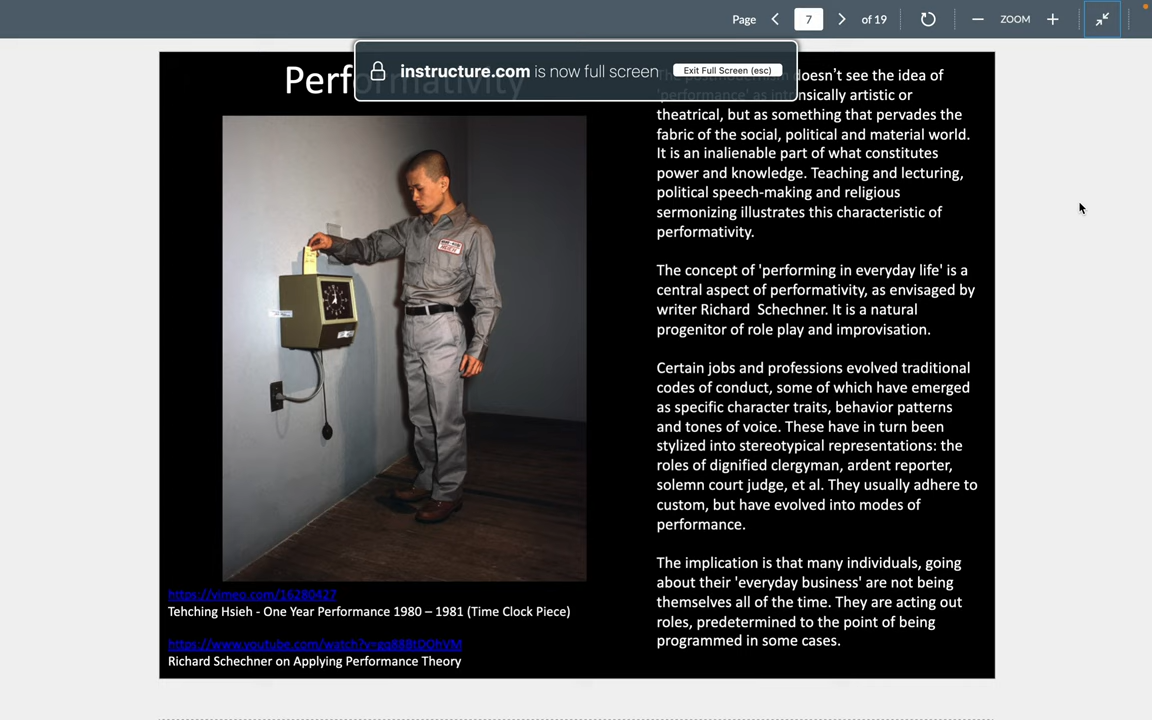 Page 7 of 19 ZOOM
instructure.com is now full screen Exit Full Screen (esc)
Performativity
The postmodern doesn't see the idea of
'performance' as intrinsically artistic or
theatrical, but as something that pervades the
fabric of the social, political and material world.
It is an inalienable part of what constitutes
power and knowledge. Teaching and lecturing,
political speech-making and religious
sermonizing illustrates this characteristic of
performativity.
The concept of 'performing in everyday life' is a
central aspect of performativity, as envisaged by
writer Richard Schechner. It is a natural
progenitor of role play and improvisation.
Certain jobs and professions evolved traditional
codes of conduct, some of which have emerged
as specific character traits, behavior patterns
and tones of voice. These have in turn been
stylized into stereotypical representations: the
roles of dignified clergyman, ardent reporter,
solemn court judge, et al. They usually adhere to
custom, but have evolved into modes of
performance.
The implication is that many individuals, going
about their 'everyday business' are not being
themselves all of the time. They are acting out
roles, predetermined to the point of being
programmed in some cases.
https://vimeo.com/16280427
Tehching Hsieh - One Year Performance 1980 – 1981 (Time Clock Piece)
Richard Schechner on Applying Performance Theory